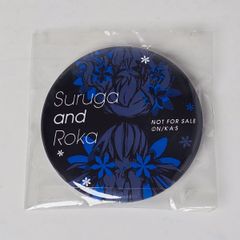 Suruga
and
Roka
NOT FOR SALE
©N/K·A·S